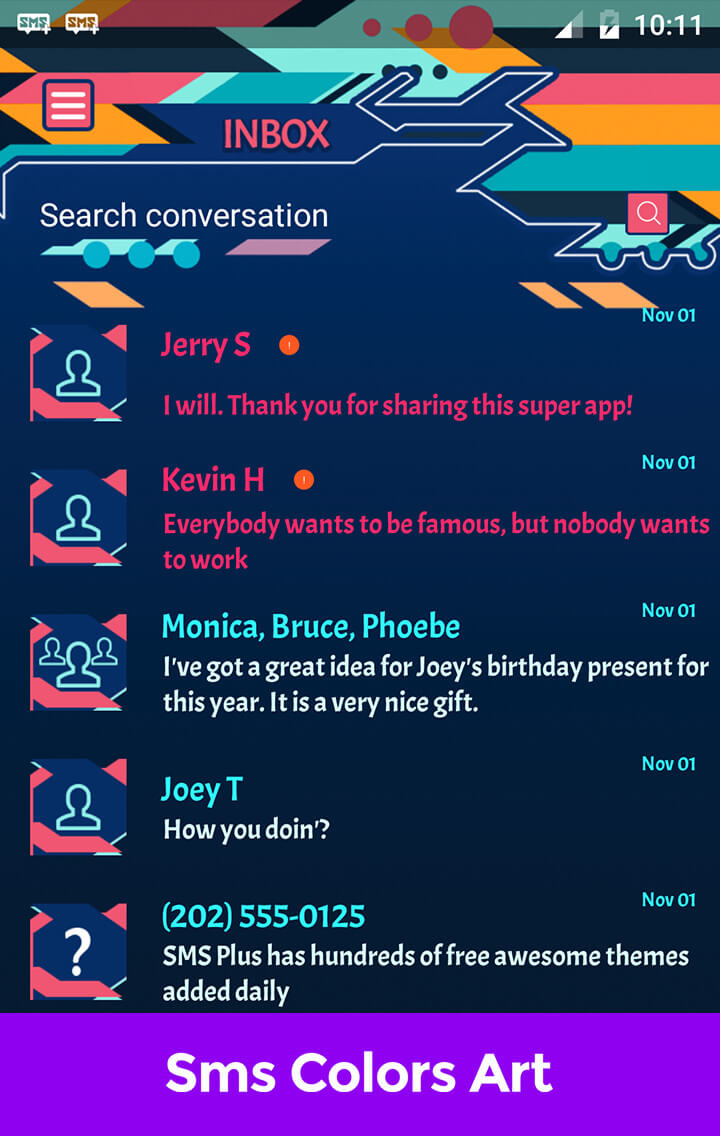 SMS SMS 10:11
INBOX
Search conversation
Nov 01
Jerry S
I will. Thank you for sharing this super app!
Nov 01
Kevin H
Everybody wants to be famous, but nobody wants
to work
Nov 01
Monica, Bruce, Phoebe
I've got a great idea for Joey's birthday present for
this year. It is a very nice gift.
Nov 01
Joey T
How you doin'?
Nov 01
(202) 555-0125
SMS Plus has hundreds of free awesome themes
added daily
Sms Colors Art